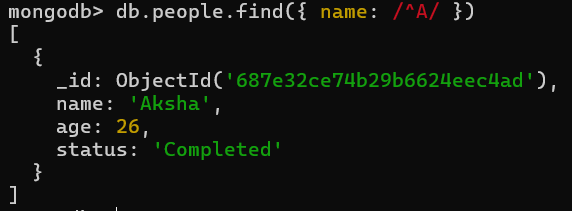 mongodb> db.people.find({ name: /^A/ })
[
  {
    _id: ObjectId('687e32ce74b29b6624eec4ad'),
    name: 'Aksha',
    age: 26,
    status: 'Completed'
  }
]